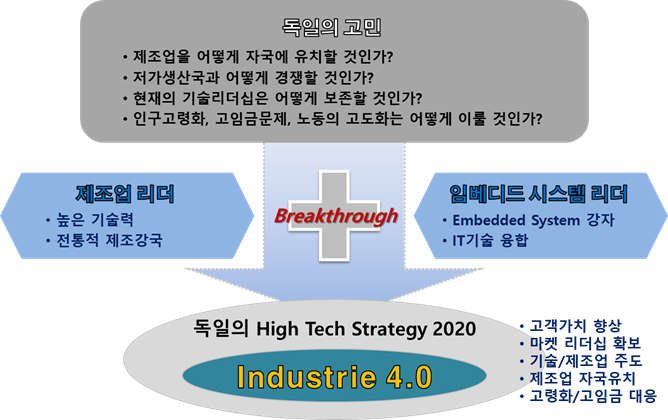 독일의 고민
• 제조업을 어떻게 자국에 유치할 것인가?
• 저가생산국과 어떻게 경쟁할 것인가?
• 현재의 기술리더십은 어떻게 보존할 것인가?
• 인구고령화, 고임금문제, 노동의 고도화는 어떻게 이룰 것인가?
제조업 리더
• 높은 기술력
• 전통적 제조강국
Breakthrough
임베디드 시스템 리더
• Embedded System 강자
• IT기술 융합
독일의 High Tech Strategy 2020
Industrie 4.0
• 고객가치 향상
• 마켓 리더십 확보
• 기술/제조업 주도
• 제조업 자국유치
• 고령화/고임금 대응